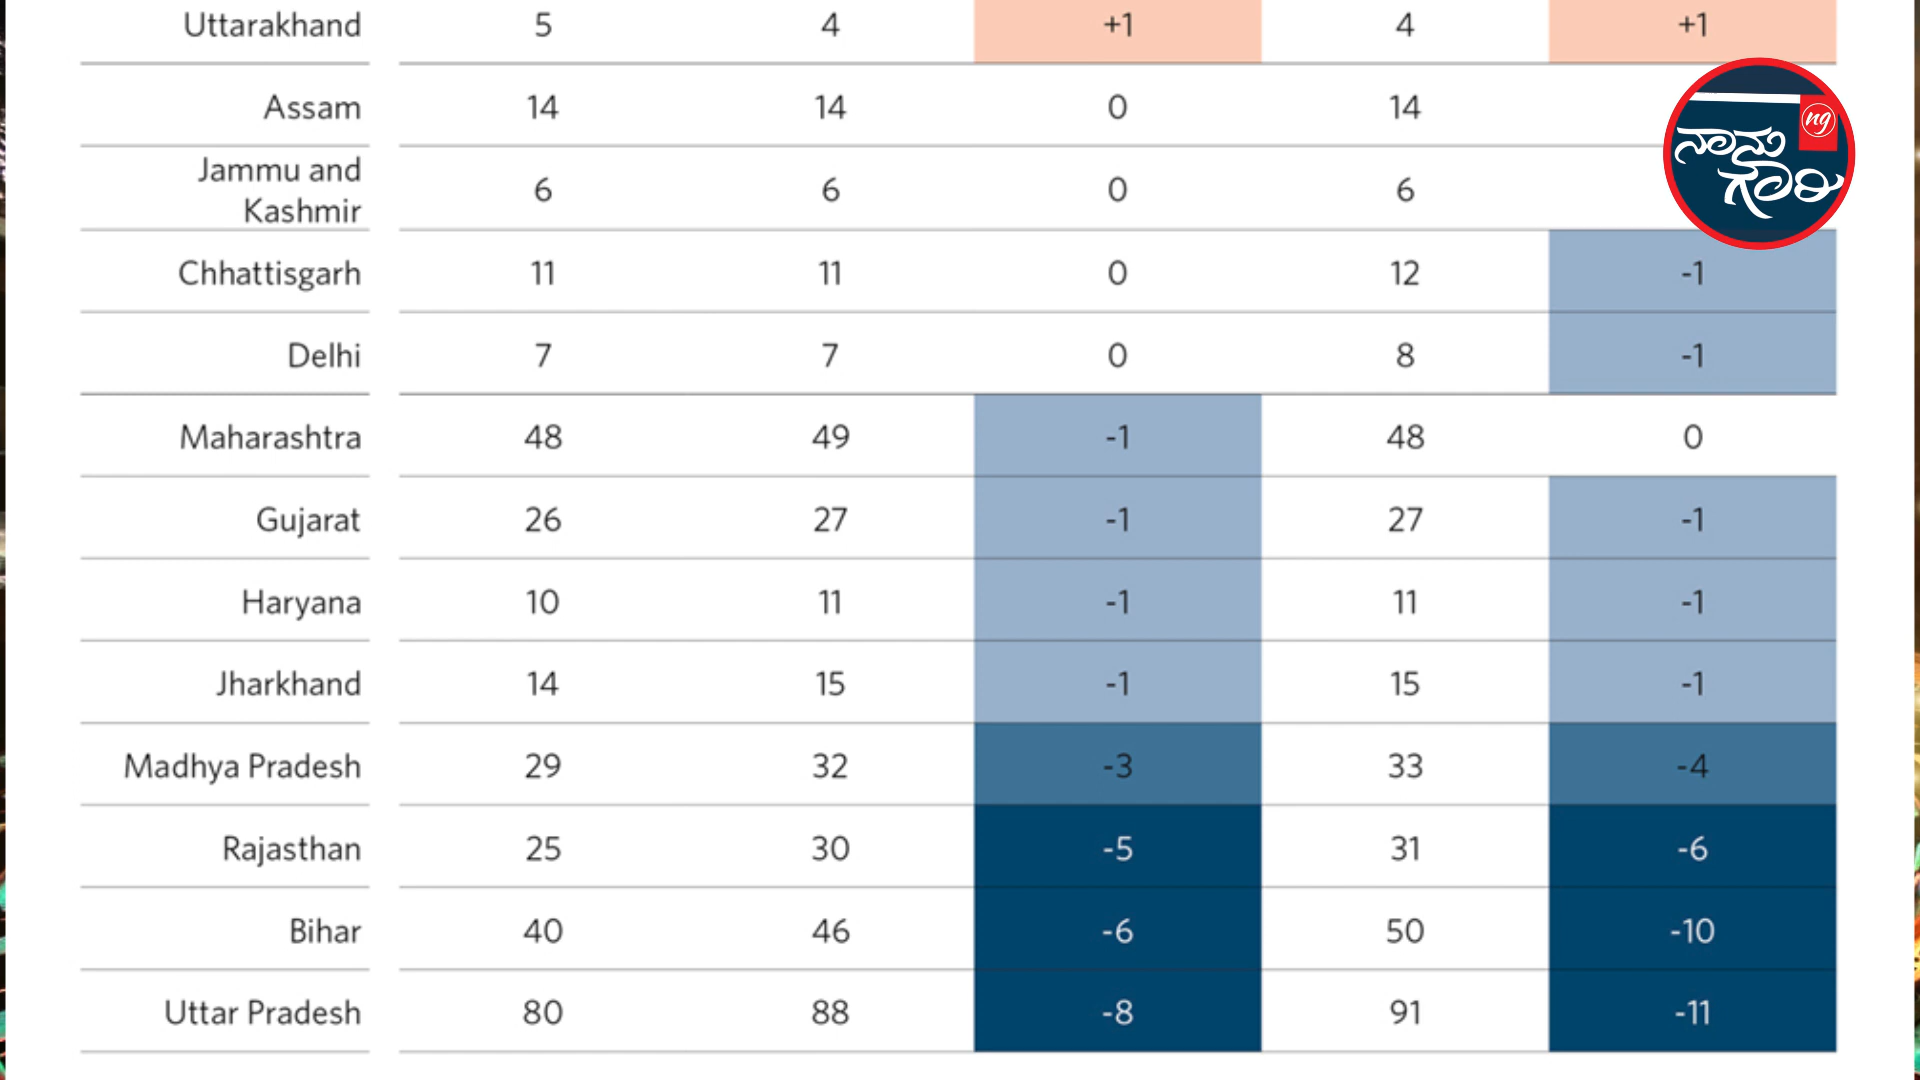 Uttarakhand 5 4 +1 4 +1
Assam 14 14 0 14
Jammu and
Kashmir 6 6 0 6
Chhattisgarh 11 11 0 12 -1
Delhi 7 7 0 8 -1
Maharashtra 48 49 -1 48 0
Gujarat 26 27 -1 27 -1
Haryana 10 11 -1 11 -1
Jharkhand 14 15 -1 15 -1
Madhya Pradesh 29 32 -3 33 -4
Rajasthan 25 30 -5 31 -6
Bihar 40 46 -6 50 -10
Uttar Pradesh 80 88 -8 91 -11
ng
ನಾನು
ಗೌರಿ